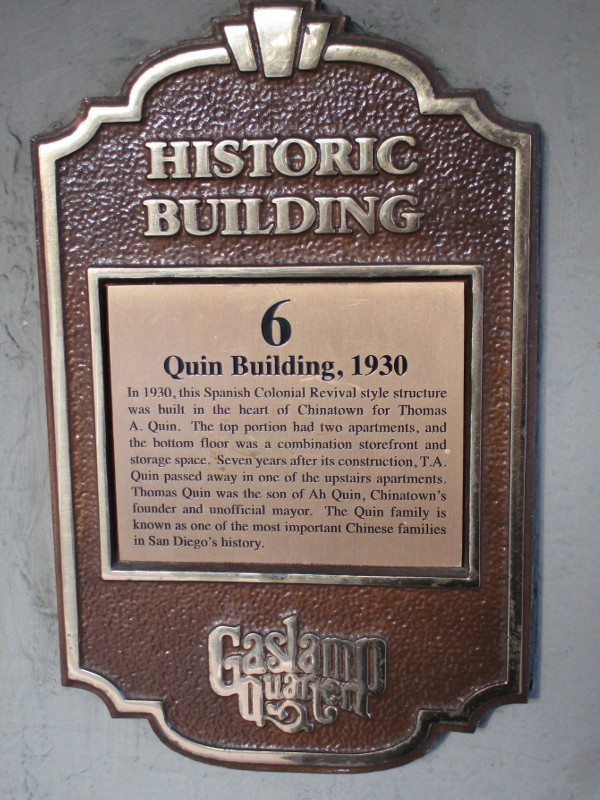 HISTORIC
BUILDING
6
Quin Building, 1930
In 1930, this Spanish Colonial Revival style structure
was built in the heart of Chinatown for Thomas
A. Quin. The top portion had two apartments, and
the bottom floor was a combination storefront and
storage space. Seven years after its construction, T.A.
Quin passed away in one of the upstairs apartments.
Thomas Quin was the son of Ah Quin, Chinatown's
founder and unofficial mayor. The Quin family is
known as one of the most important Chinese families
in San Diego's history.
Gaslamp
Quarter